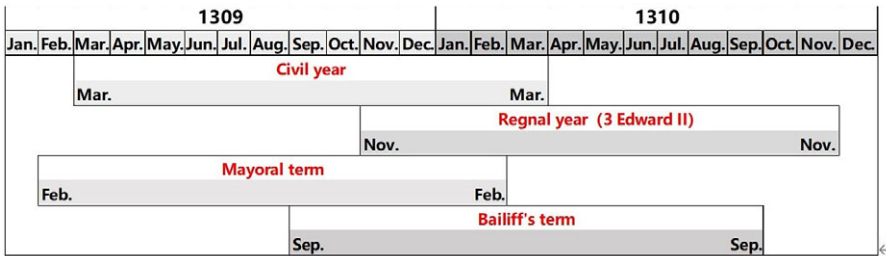 1309 1310
Jan. Feb. Mar. Apr. May. Jun. Jul. Aug. Sep. Oct. Nov. Dec. Jan. Feb. Mar. Apr. May. Jun. Jul. Aug. Sep. Oct. Nov. Dec.
Civil year
Mar. Mar.
Regnal year (3 Edward II)
Nov. Nov.
Mayoral term
Feb. Feb.
Bailiff's term
Sep. Sep.